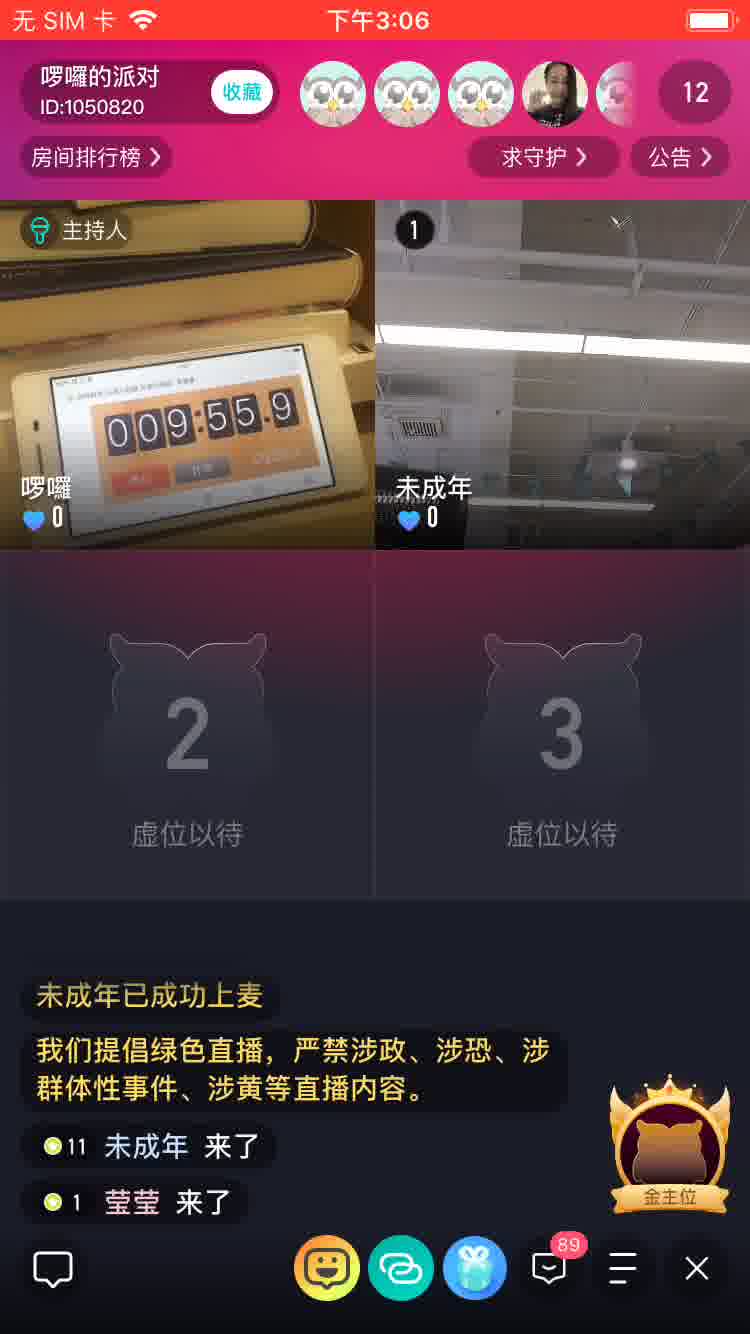 无 SIM 卡
下午3:06
啰囉的派对
ID:1050820
收藏
12
房间排行榜
求守护
公告
主持人
1
009:55.9
啰囉
0
未成年
0
2
3
虚位以待
虚位以待
未成年已成功上麦
我们提倡绿色直播，严禁涉政、涉恐、涉
群体性事件、涉黄等直播内容。
11 未成年 来了
1 莹莹 来了
金主位
89